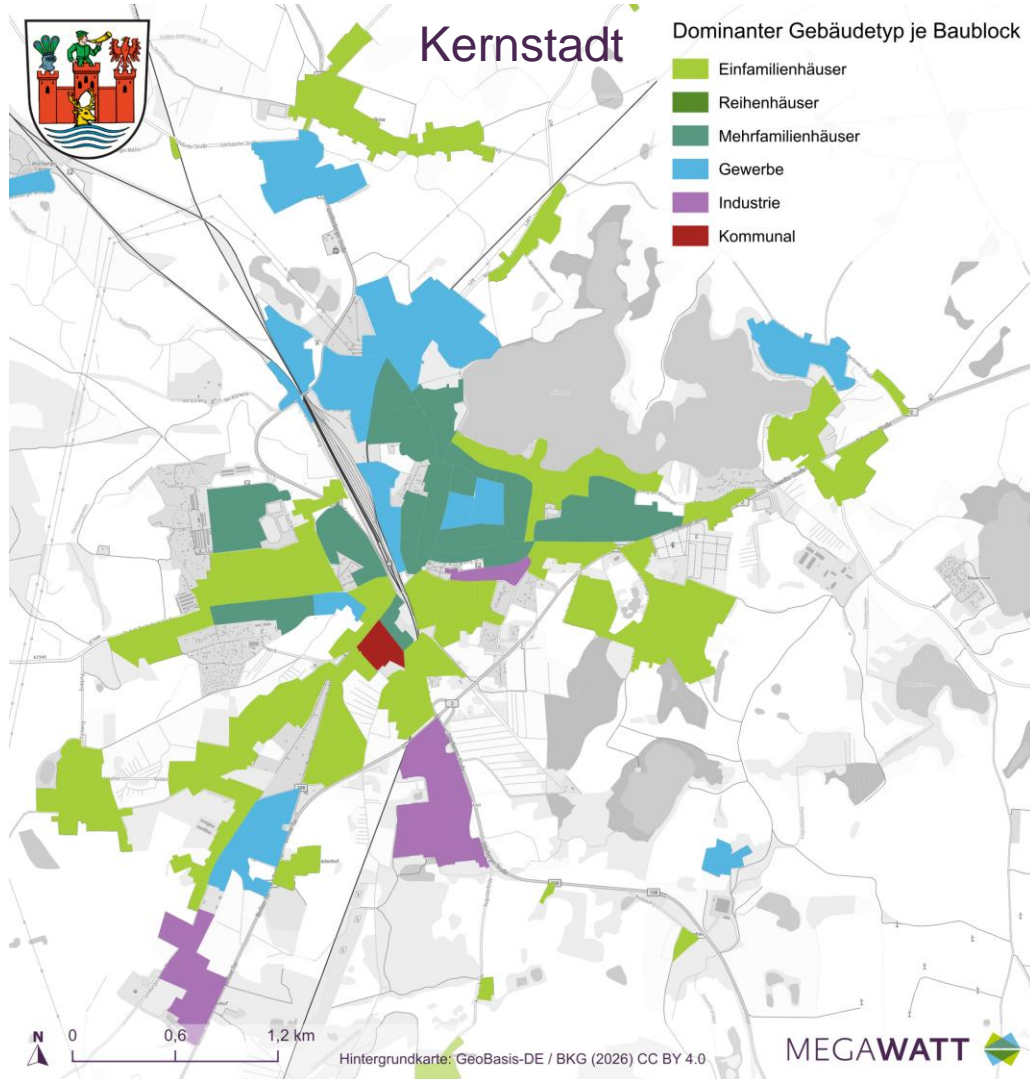 Kernstadt
Dominanter Gebäudetyp je Baublock
Einfamilienhäuser
Reihenhäuser
Mehrfamilienhäuser
Gewerbe
Industrie
Kommunal
N
0 0,6 1,2 km
Hintergrundkarte: GeoBasis-DE / BKG (2026) CC BY 4.0
MEGAWATT